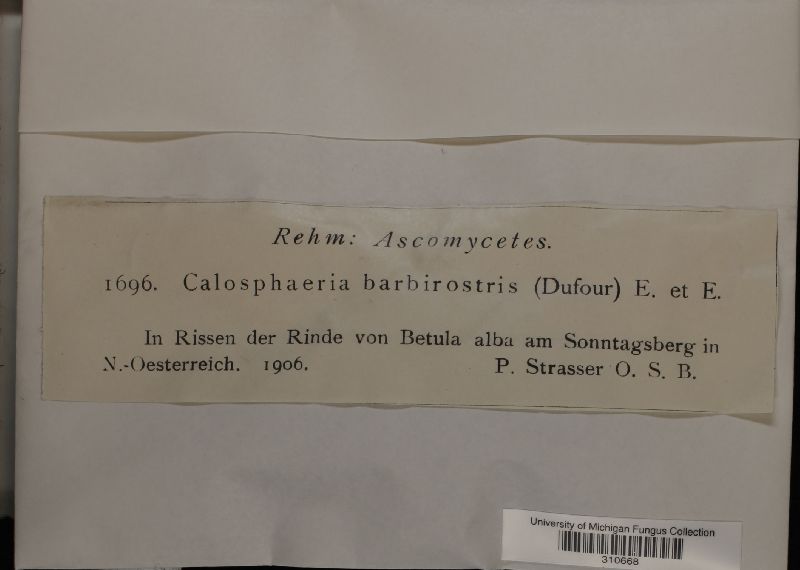 Rehm: Ascomycetes.
1696. Calosphaeria barbirostris (Dufour) E. et E.
In Rissen der Rinde von Betula alba am Sonntagsberg in
N.-Oesterreich. 1906. P. Strasser O. S. B.
University of Michigan Fungus Collection
310668